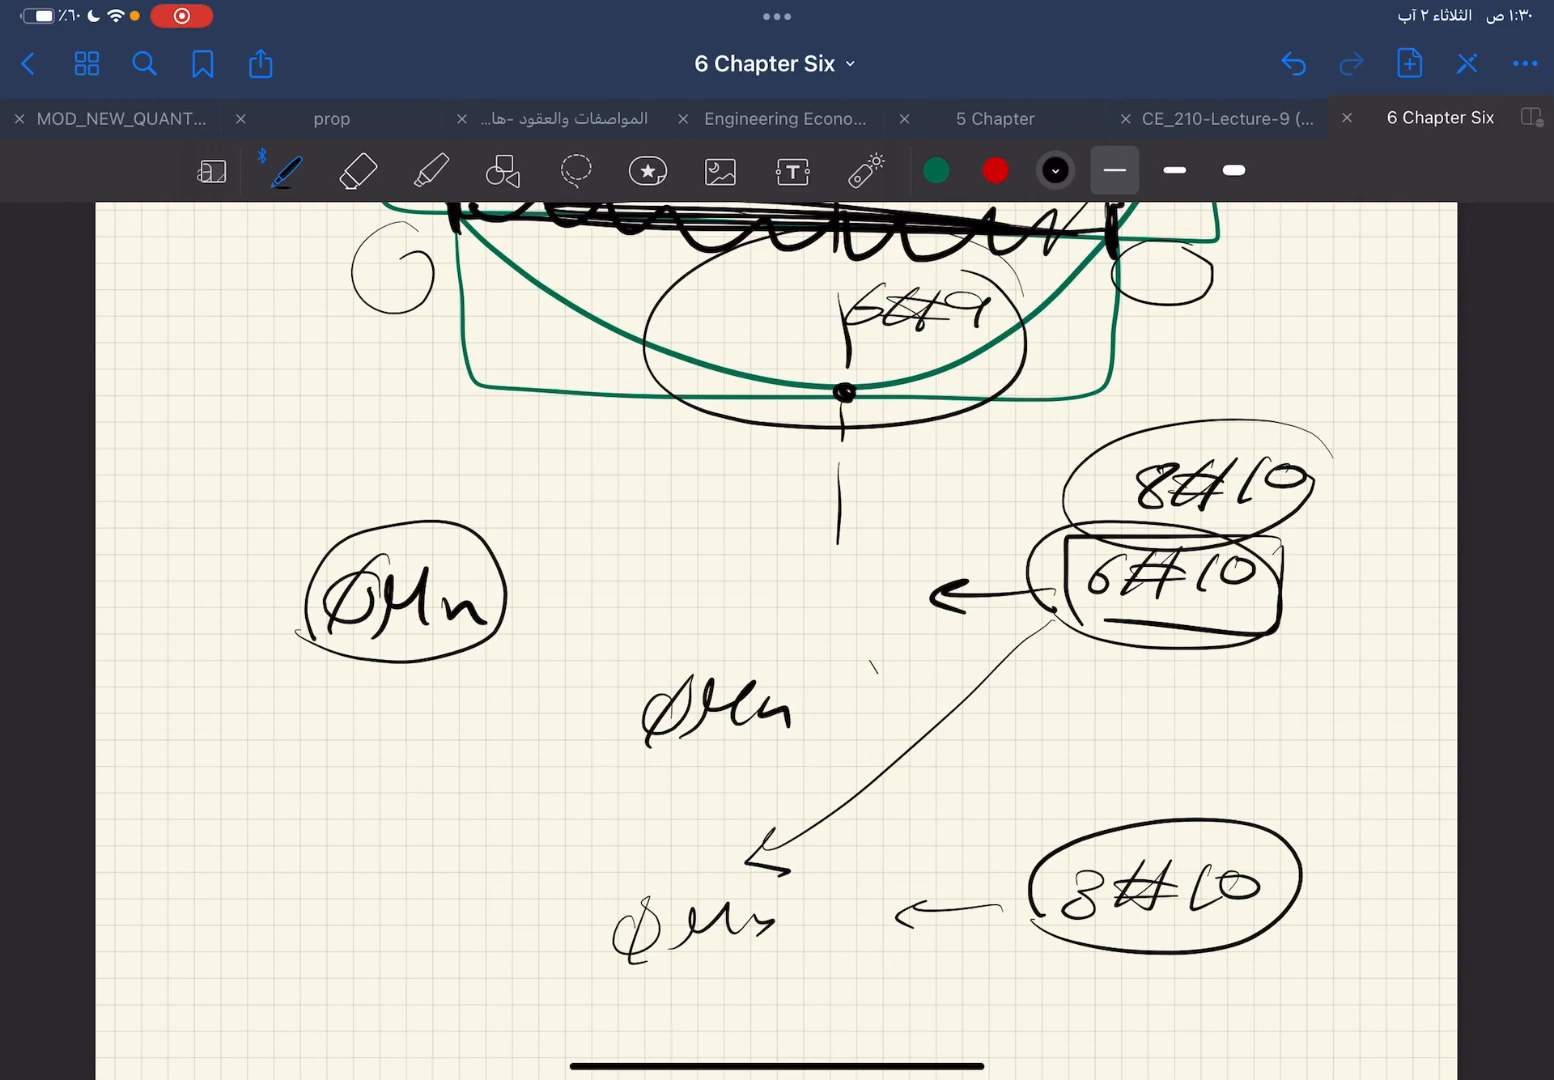 ٪٦٠ ١:٣٠ ص الثلاثاء ٢ آب
6 Chapter Six
MOD_NEW_QUANT... prop المواصفات والعقود -ها... Engineering Econo... 5 Chapter CE_210-Lecture-9 (... 6 Chapter Six
T
6#9
8#10
6#10
ØMn
ØMn
3#10
ØMn